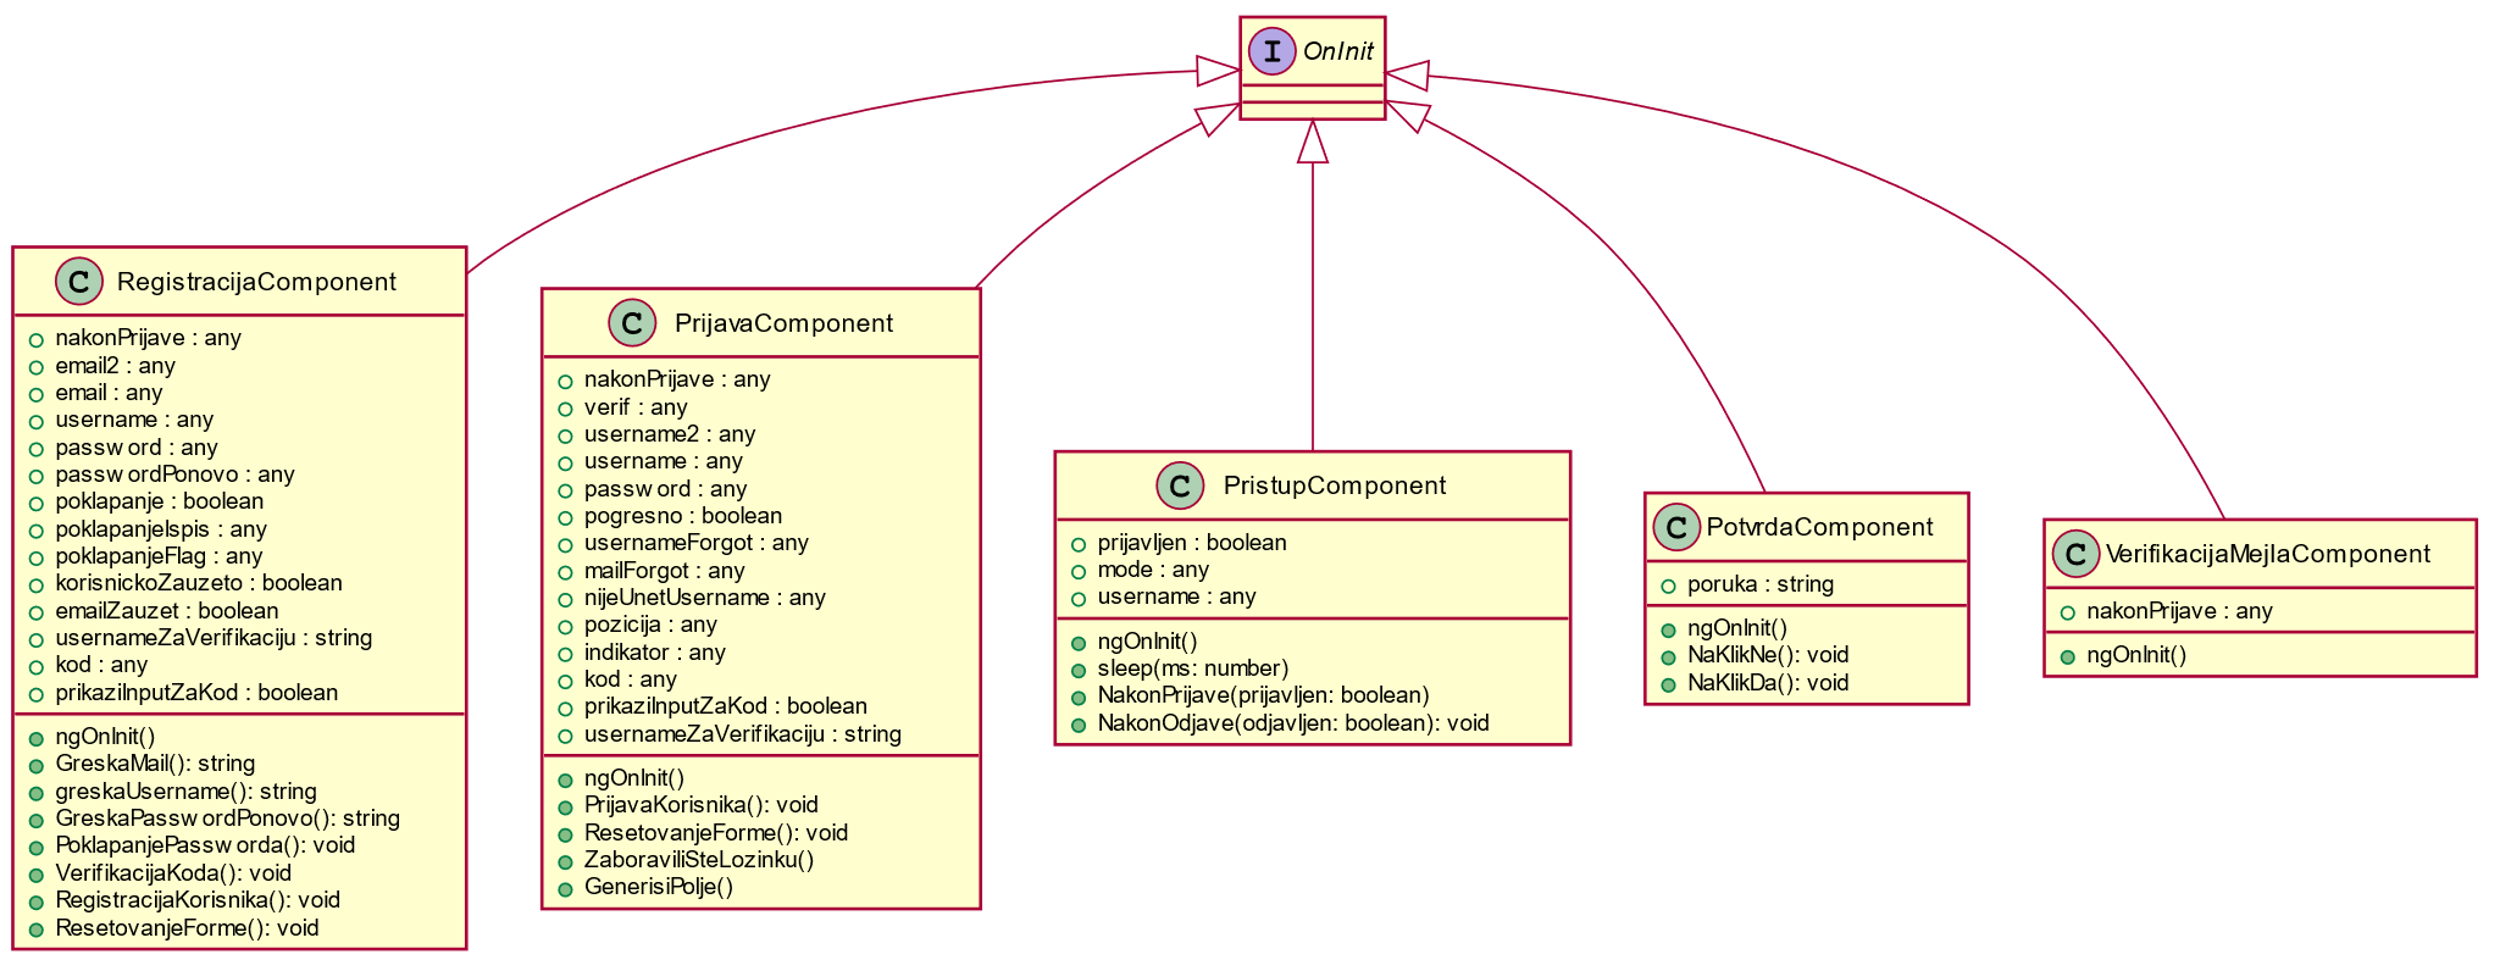 I OnInit
C RegistracijaComponent
nakonPrijave : any
email2 : any
email : any
username : any
password : any
passwordPonovo : any
poklapanje : boolean
poklapanjeIspis : any
poklapanjeFlag : any
korisnickoZauzeto : boolean
emailZauzet : boolean
usernameZaVerifikaciju : string
kod : any
prikaziInputZaKod : boolean
ngOnInit()
GreskaMail(): string
greskaUsername(): string
GreskaPasswordPonovo(): string
PoklapanjePassworda(): void
VerifikacijaKoda(): void
RegistracijaKorisnika(): void
ResetovanjeForme(): void
C PrijavaComponent
nakonPrijave : any
verif : any
username2 : any
username : any
password : any
pogresno : boolean
usernameForgot : any
mailForgot : any
nijeUnetUsername : any
pozicija : any
indikator : any
kod : any
prikaziInputZaKod : boolean
usernameZaVerifikaciju : string
ngOnInit()
PrijavaKorisnika(): void
ResetovanjeForme(): void
ZaboraviliSteLozinku()
GenerisiPolje()
C PristupComponent
prijavljen : boolean
mode : any
username : any
ngOnInit()
sleep(ms: number)
NakonPrijave(prijavljen: boolean)
NakonOdjave(odjavljen: boolean): void
C PotvrdaComponent
poruka : string
ngOnInit()
NaKlikNe(): void
NaKlikDa(): void
C VerifikacijaMejlaComponent
nakonPrijave : any
ngOnInit()